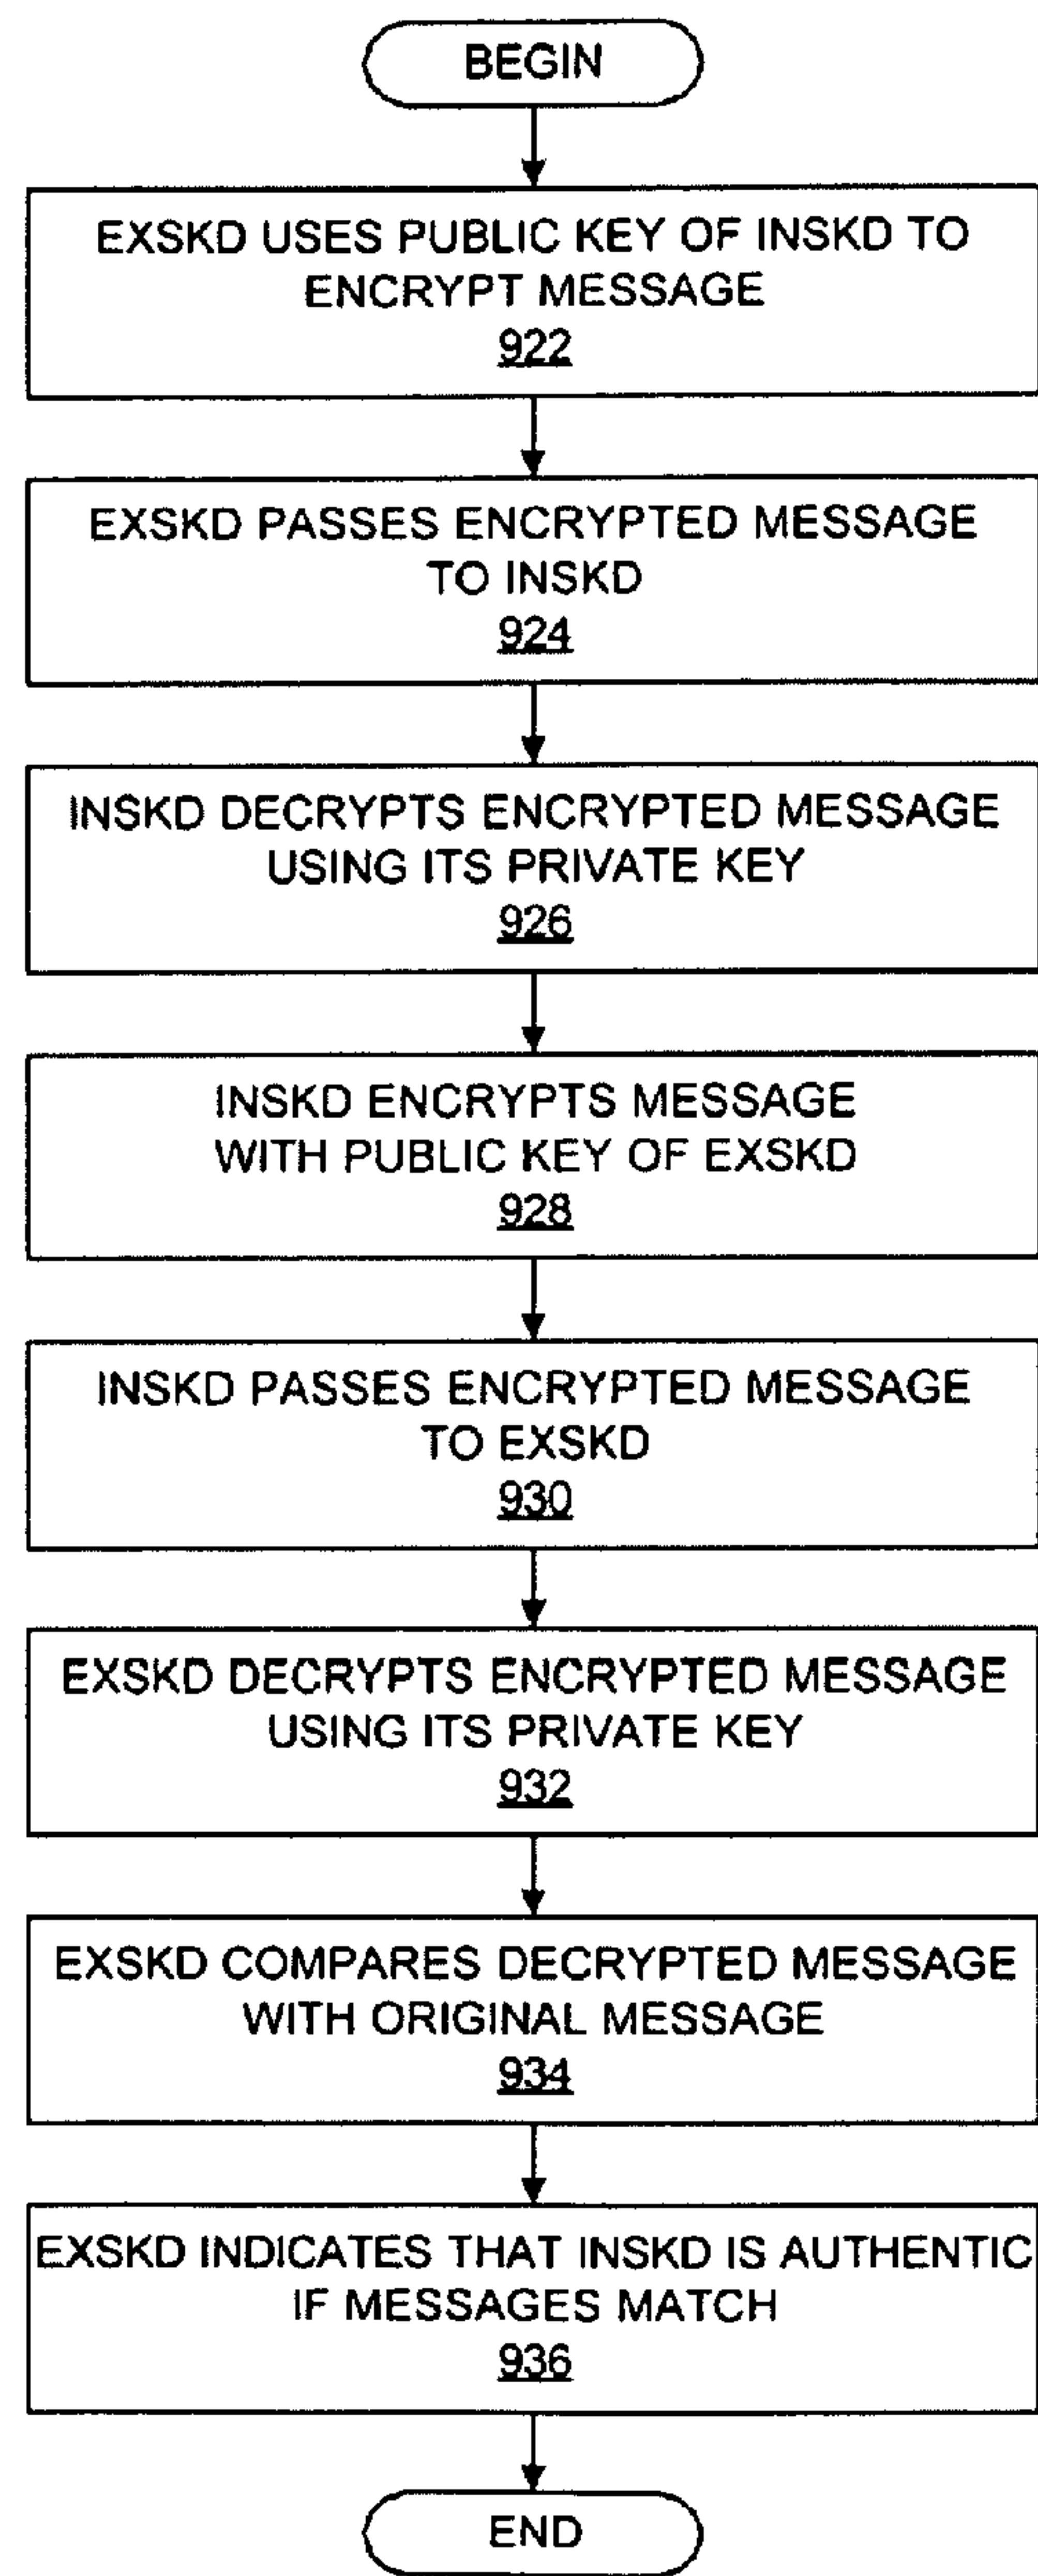 BEGIN
EXSKD USES PUBLIC KEY OF INSKD TO
ENCRYPT MESSAGE
922
EXSKD PASSES ENCRYPTED MESSAGE
TO INSKD
924
INSKD DECRYPTS ENCRYPTED MESSAGE
USING ITS PRIVATE KEY
926
INSKD ENCRYPTS MESSAGE
WITH PUBLIC KEY OF EXSKD
928
INSKD PASSES ENCRYPTED MESSAGE
TO EXSKD
930
EXSKD DECRYPTS ENCRYPTED MESSAGE
USING ITS PRIVATE KEY
932
EXSKD COMPARES DECRYPTED MESSAGE
WITH ORIGINAL MESSAGE
934
EXSKD INDICATES THAT INSKD IS AUTHENTIC
IF MESSAGES MATCH
936
END